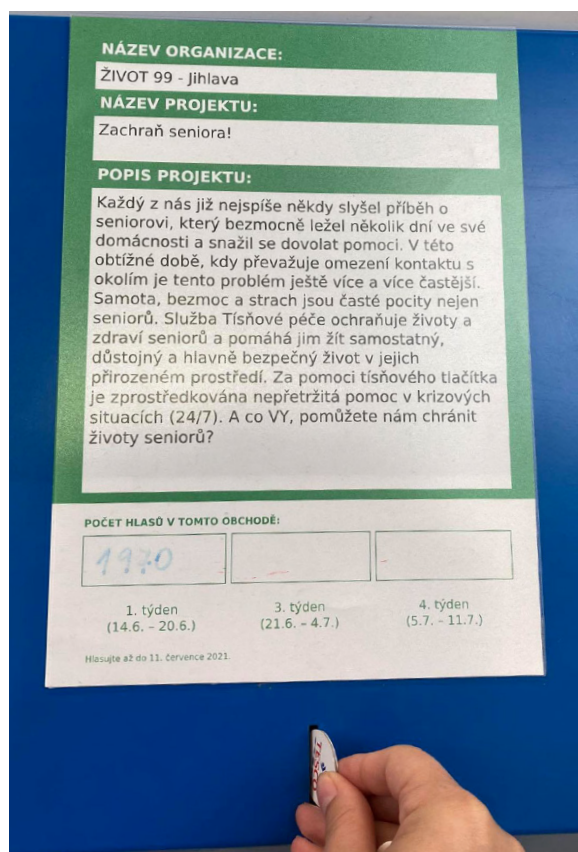 NÁZEV ORGANIZACE:
ŽIVOT 99 - Jihlava
NÁZEV PROJEKTU:
Zachraň seniora!
POPIS PROJEKTU:
Každý z nás již nejspíše někdy slyšel příběh o
seniorovi, který bezmocně ležel několik dní ve své
domácnosti a snažil se dovolat pomoci. V této
obtížné době, kdy převažuje omezení kontaktu s
okolím je tento problém ještě více a více častější.
Samota, bezmoc a strach jsou časté pocity nejen
seniorů. Služba Tísňové péče ochraňuje životy a
zdraví seniorů a pomáhá jim žít samostatný,
důstojný a hlavně bezpečný život v jejich
přirozeném prostředí. Za pomoci tísňového tlačítka
je zprostředkována nepřetržitá pomoc v krizových
situacích (24/7). A co VY, pomůžete nám chránit
životy seniorů?
POČET HLASŮ V TOMTO OBCHODĚ:
1970
1. týden
(14.6. – 20.6.)
3. týden
(21.6. – 4.7.)
4. týden
(5.7. – 11.7.)
Hlasujte až do 11. července 2021.
TESCO